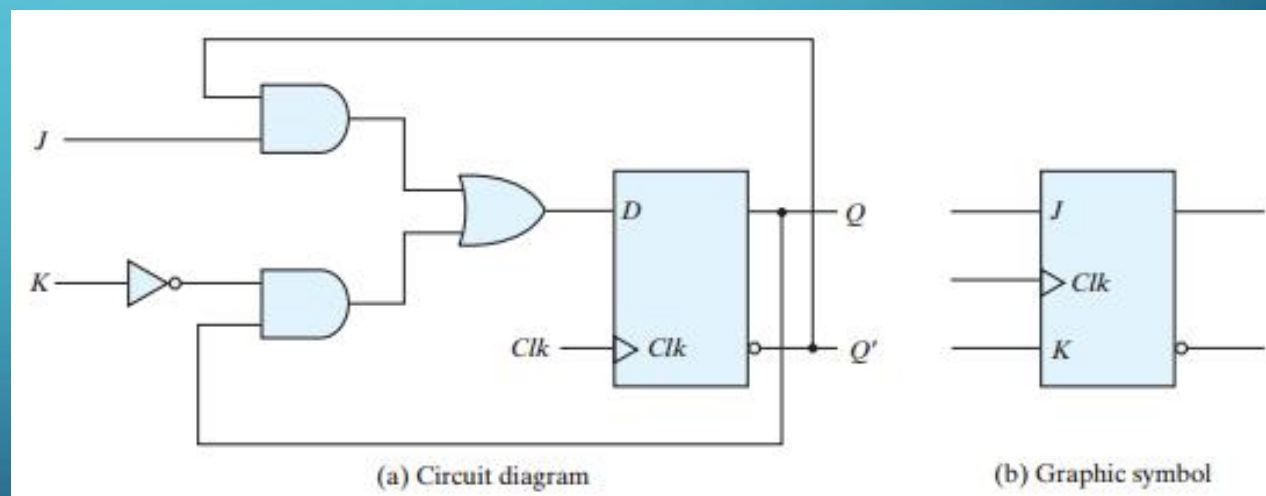 J
D
Q
K
Clk
Clk
Q'
(a) Circuit diagram
J
Clk
K
(b) Graphic symbol